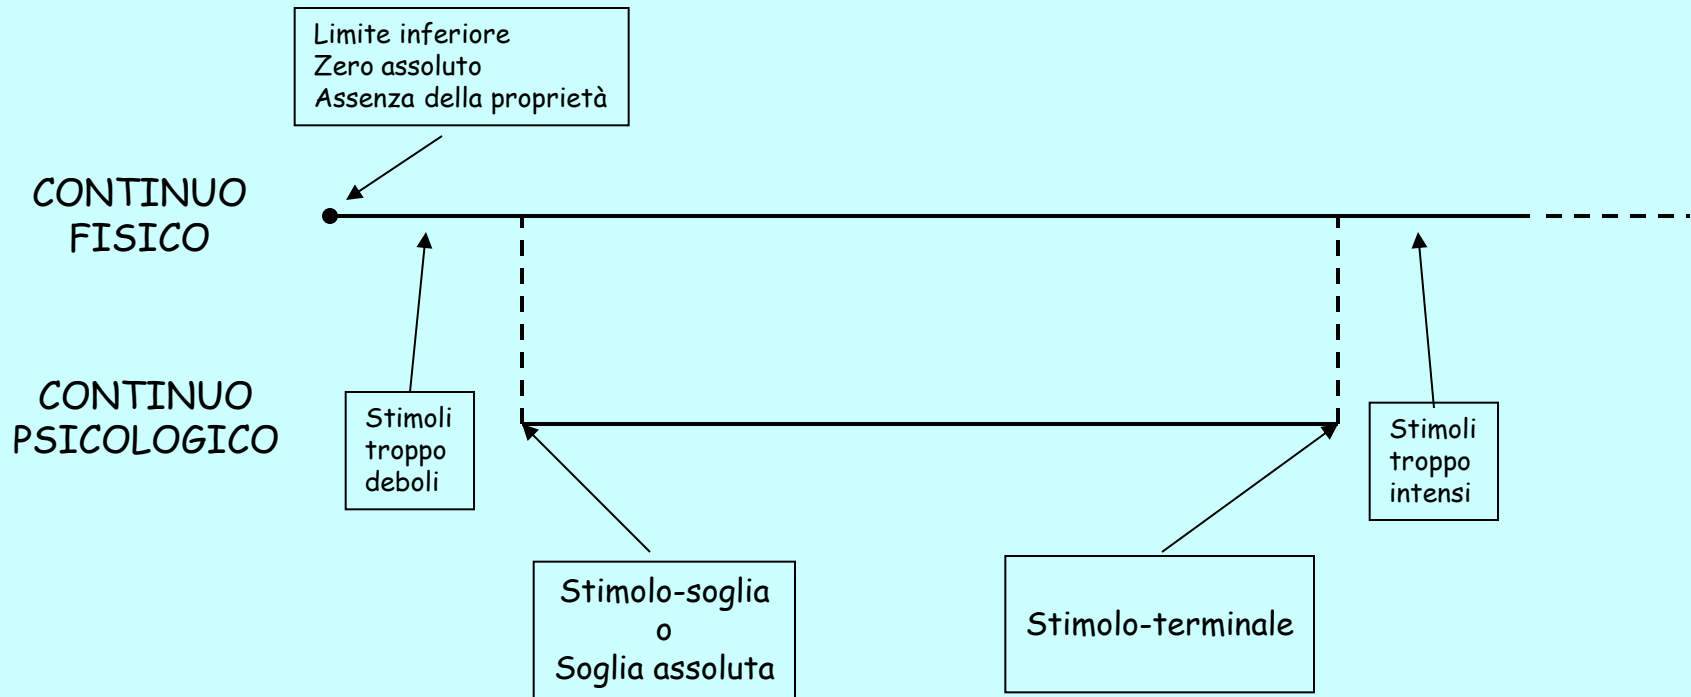 Limite inferiore
Zero assoluto
Assenza della proprietà
CONTINUO
FISICO
CONTINUO
PSICOLOGICO
Stimoli
troppo
deboli
Stimoli
troppo
intensi
Stimolo-soglia
o
Soglia assoluta
Stimolo-terminale